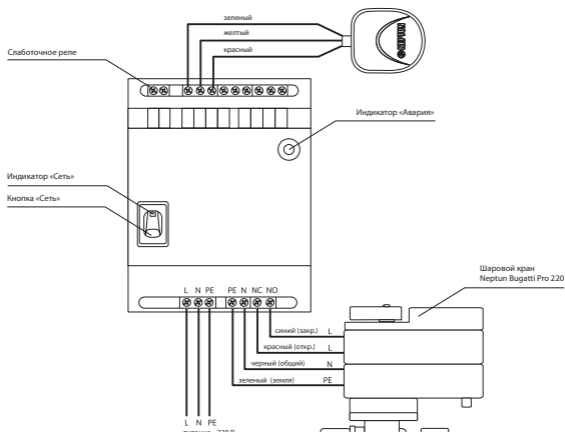 зеленый
желтый
красный
Слаботочное реле
Индикатор «Авария»
Индикатор «Сеть»
Кнопка «Сеть»
Шаровой кран
Neptun Bugatti Pro 220
L N PE PE N NC NO
синий (закр.) L
красный (откр.) L
черный (общий) N
зеленый (земля) PE
L N PE